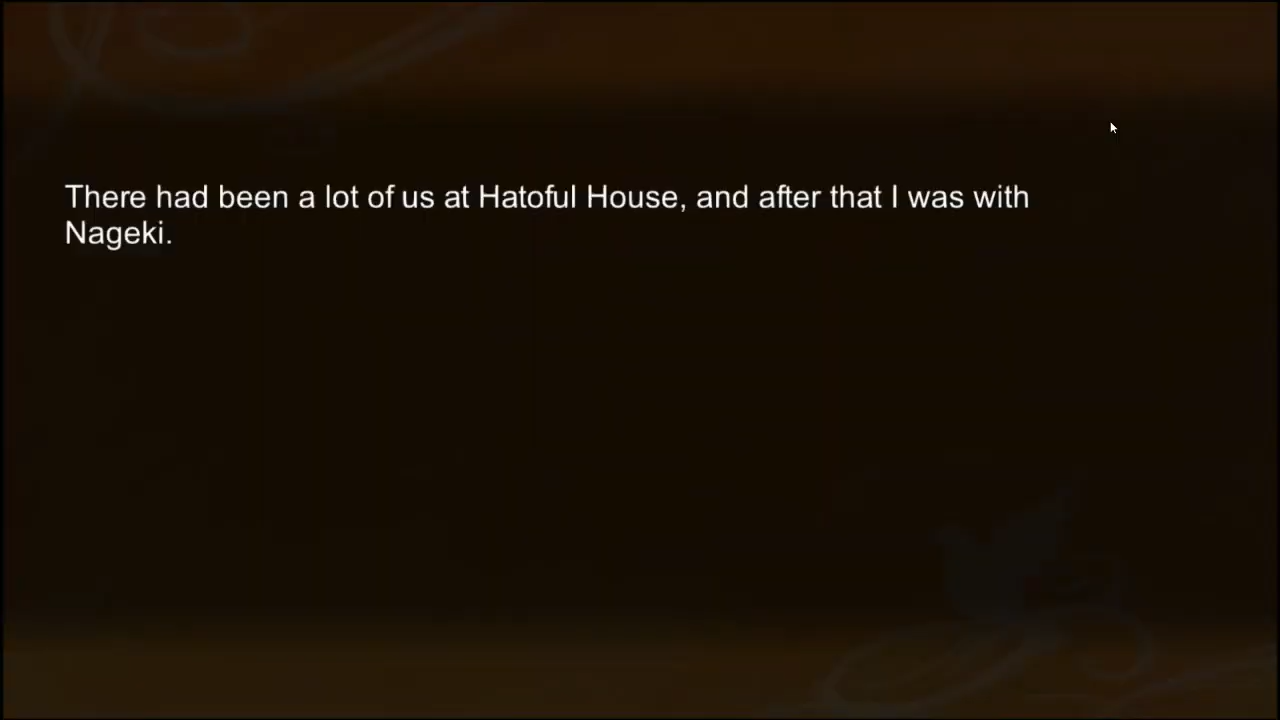 There had been a lot of us at Hatoful House, and after that I was with
Nageki.